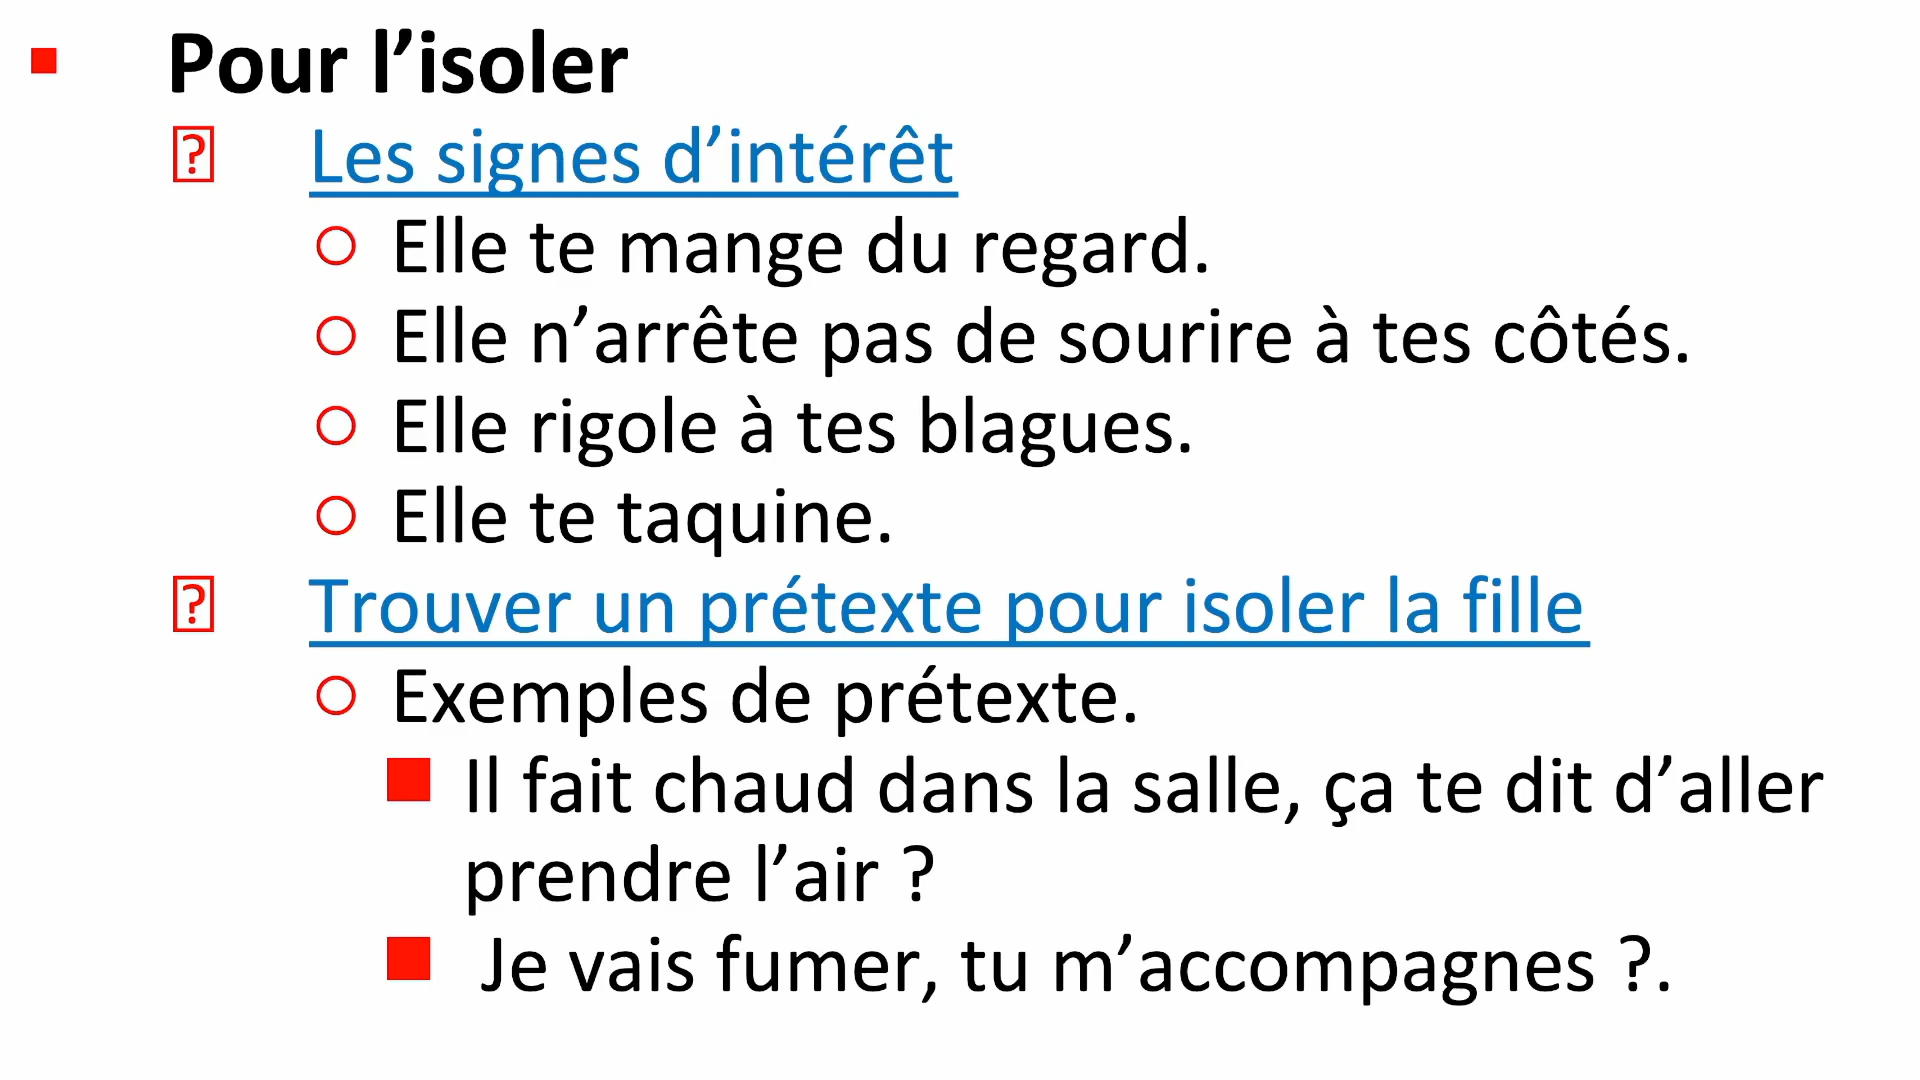 Pour l’isoler
Les signes d’intérêt
Elle te mange du regard.
Elle n’arrête pas de sourire à tes côtés.
Elle rigole à tes blagues.
Elle te taquine.
Trouver un prétexte pour isoler la fille
Exemples de prétexte.
Il fait chaud dans la salle, ça te dit d’aller
prendre l’air ?
Je vais fumer, tu m’accompagnes ?.